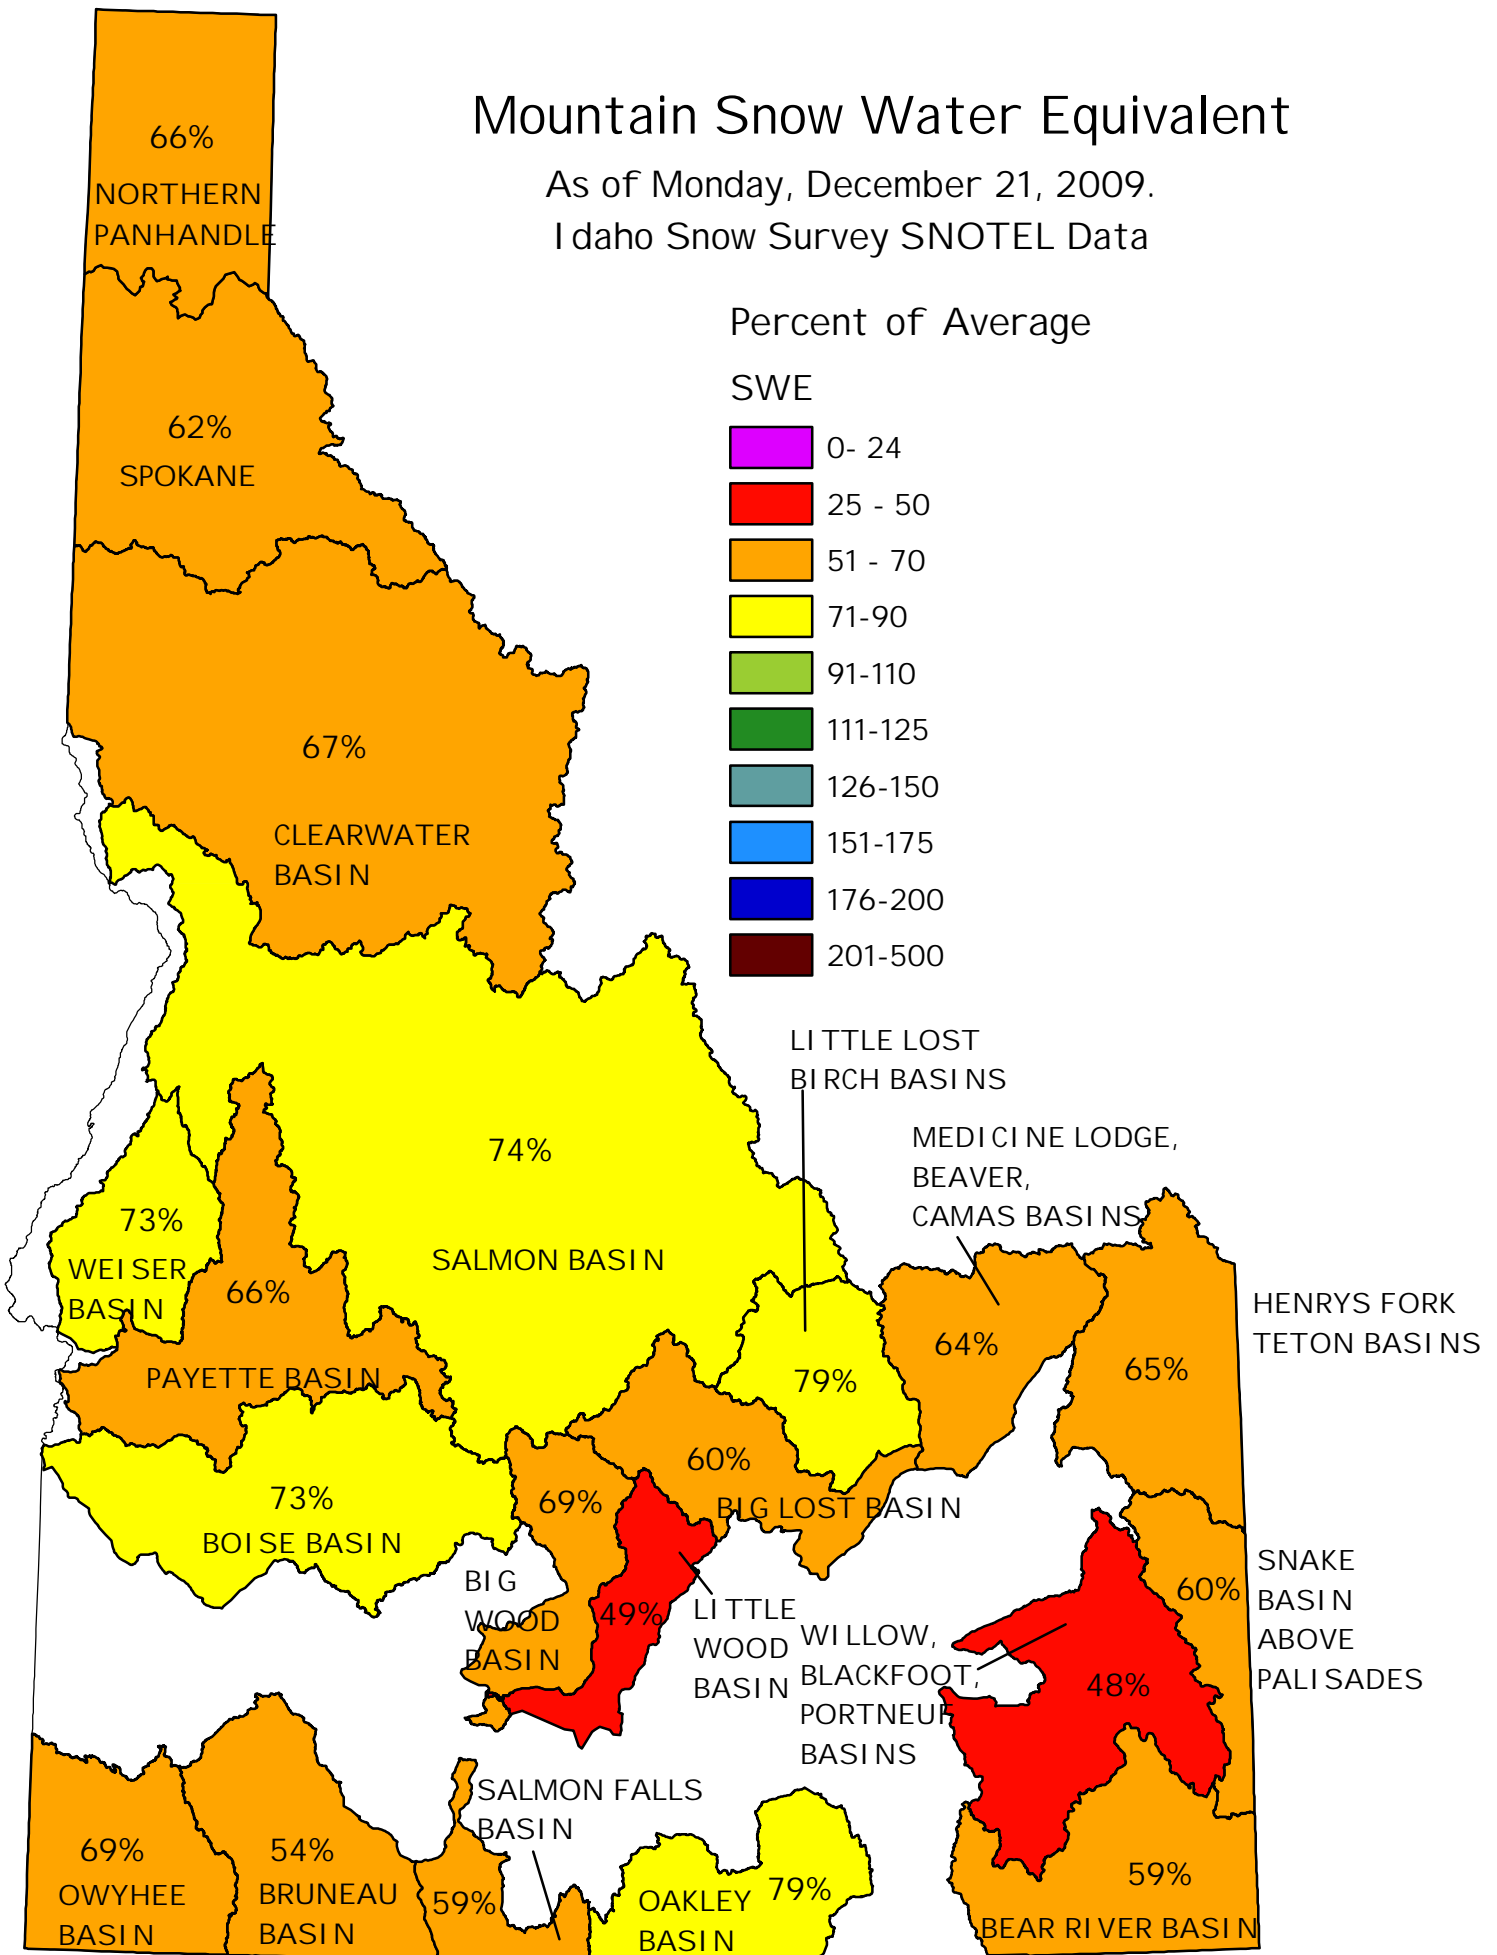 Mountain Snow Water Equivalent
As of Monday, December 21, 2009.
Idaho Snow Survey SNOTEL Data
Percent of Average
SWE
0- 24
25 - 50
51 - 70
71-90
91-110
111-125
126-150
151-175
176-200
201-500
66%
NORTHERN
PANHANDLE
62%
SPOKANE
67%
CLEARWATER
BASIN
LITTLE LOST
BIRCH BASINS
MEDICINE LODGE,
BEAVER,
CAMAS BASINS
74%
SALMON BASIN
73%
WEISER
BASIN
66%
PAYETTE BASIN
79%
64%
65%
HENRYS FORK
TETON BASINS
73%
BOISE BASIN
69%
BIG
WOOD
BASIN
60%
BIG LOST BASIN
49%
LITTLE
WOOD
BASIN
WILLOW,
BLACKFOOT,
PORTNEUF
BASINS
48%
60%
SNAKE
BASIN
ABOVE
PALISADES
69%
OWYHEE
BASIN
54%
BRUNEAU
BASIN
SALMON FALLS
BASIN
59%
OAKLEY
BASIN
79%
59%
BEAR RIVER BASIN